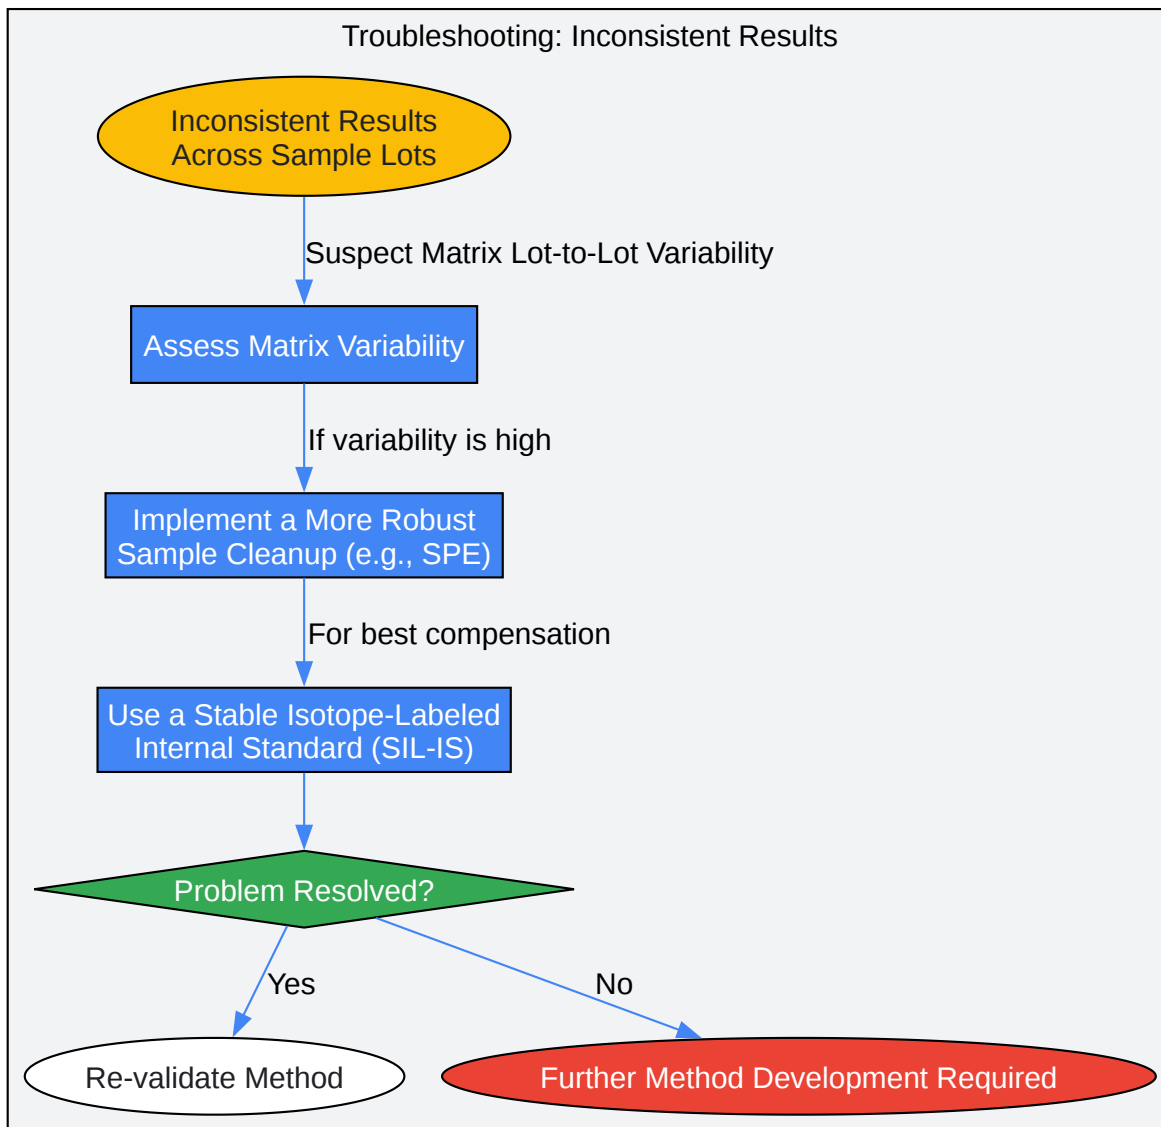 Troubleshooting: Inconsistent Results
Inconsistent Results
Across Sample Lots
Suspect Matrix Lot-to-Lot Variability
Assess Matrix Variability
If variability is high
Implement a More Robust
Sample Cleanup (e.g., SPE)
For best compensation
Use a Stable Isotope-Labeled
Internal Standard (SIL-IS)
Problem Resolved?
Yes
No
Re-validate Method
Further Method Development Required